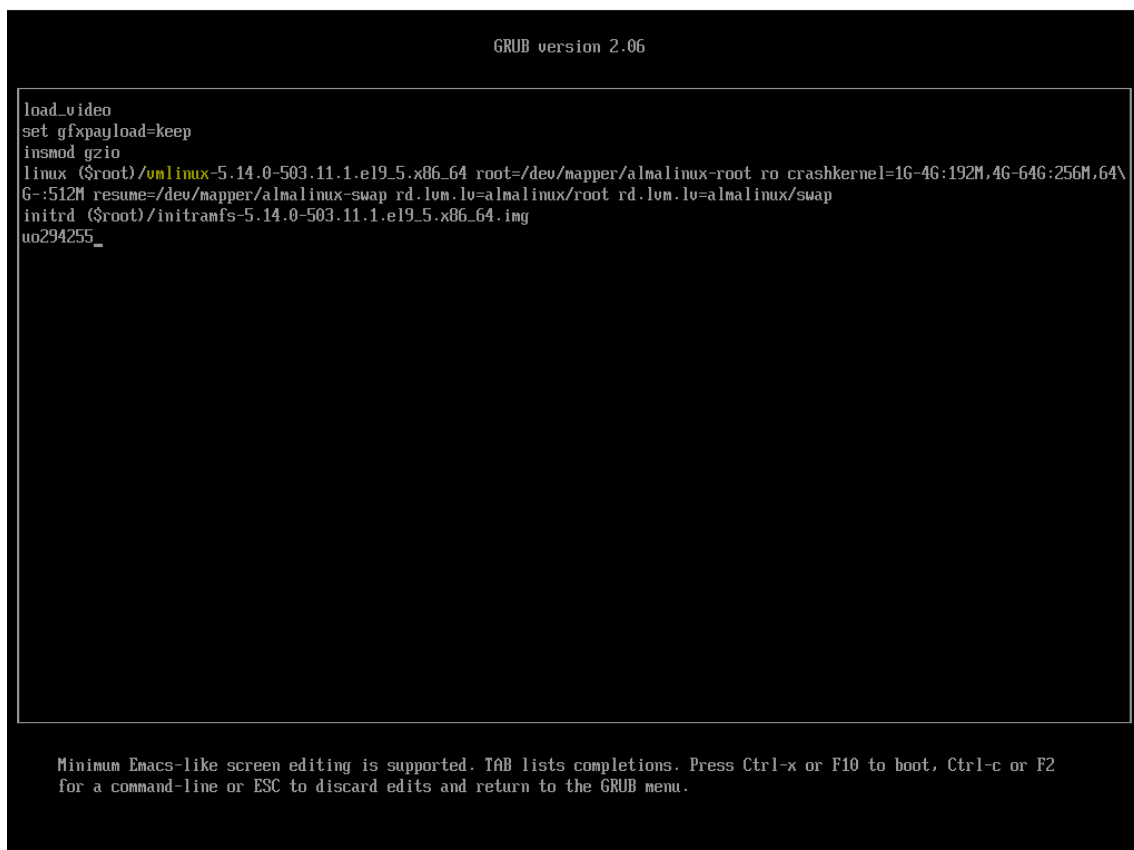 GRUB version 2.06
load_video
set gfxpayload=keep
insmod gzio
linux ($root)/vmlinux-5.14.0-503.11.1.el9_5.x86_64 root=/dev/mapper/almalinux-root ro crashkernel=1G-4G:192M,4G-64G:256M,64\
G-:512M resume=/dev/mapper/almalinux-swap rd.lvm.lv=almalinux/root rd.lvm.lv=almalinux/swap
initrd ($root)/initramfs-5.14.0-503.11.1.el9_5.x86_64.img
uo294255_
Minimum Emacs-like screen editing is supported. TAB lists completions. Press Ctrl-x or F10 to boot, Ctrl-c or F2
for a command-line or ESC to discard edits and return to the GRUB menu.